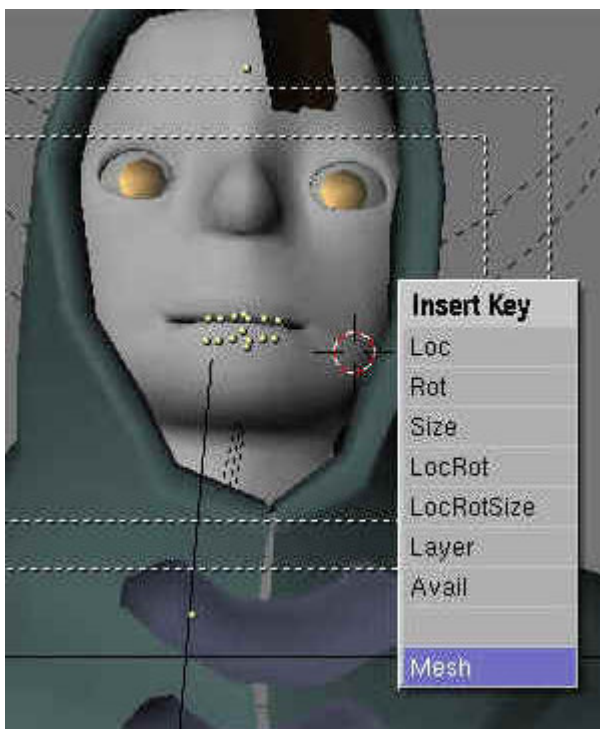 Insert Key
Loc
Rot
Size
LocRot
LocRotSize
Layer
Avail
Mesh